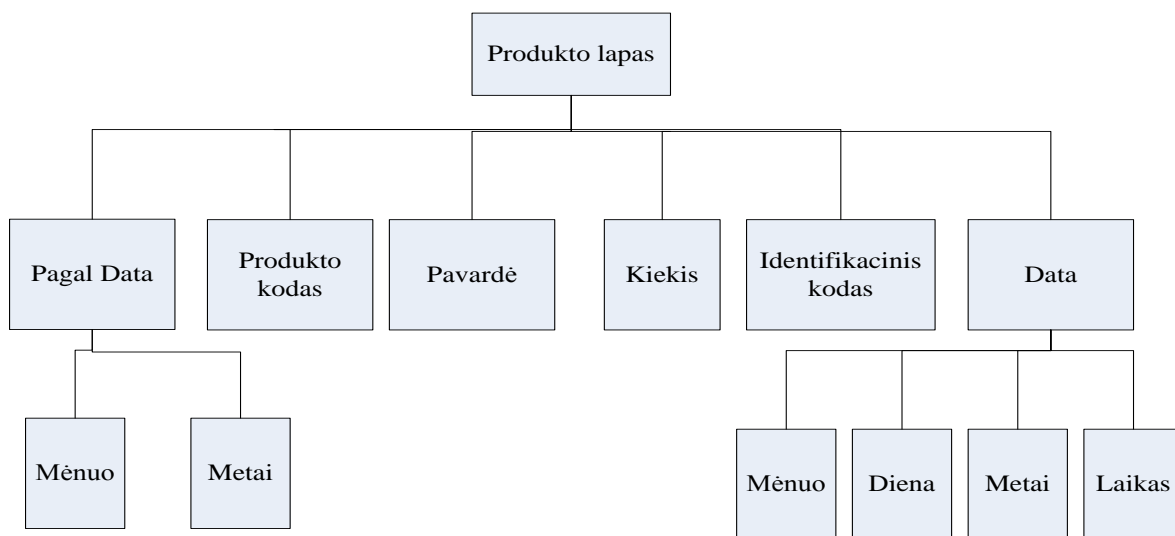 Produkto lapas
Pagal Data
Produkto
kodas
Pavardė
Kiekis
Identifikacinis
kodas
Data
Mėnuo
Metai
Mėnuo
Diena
Metai
Laikas